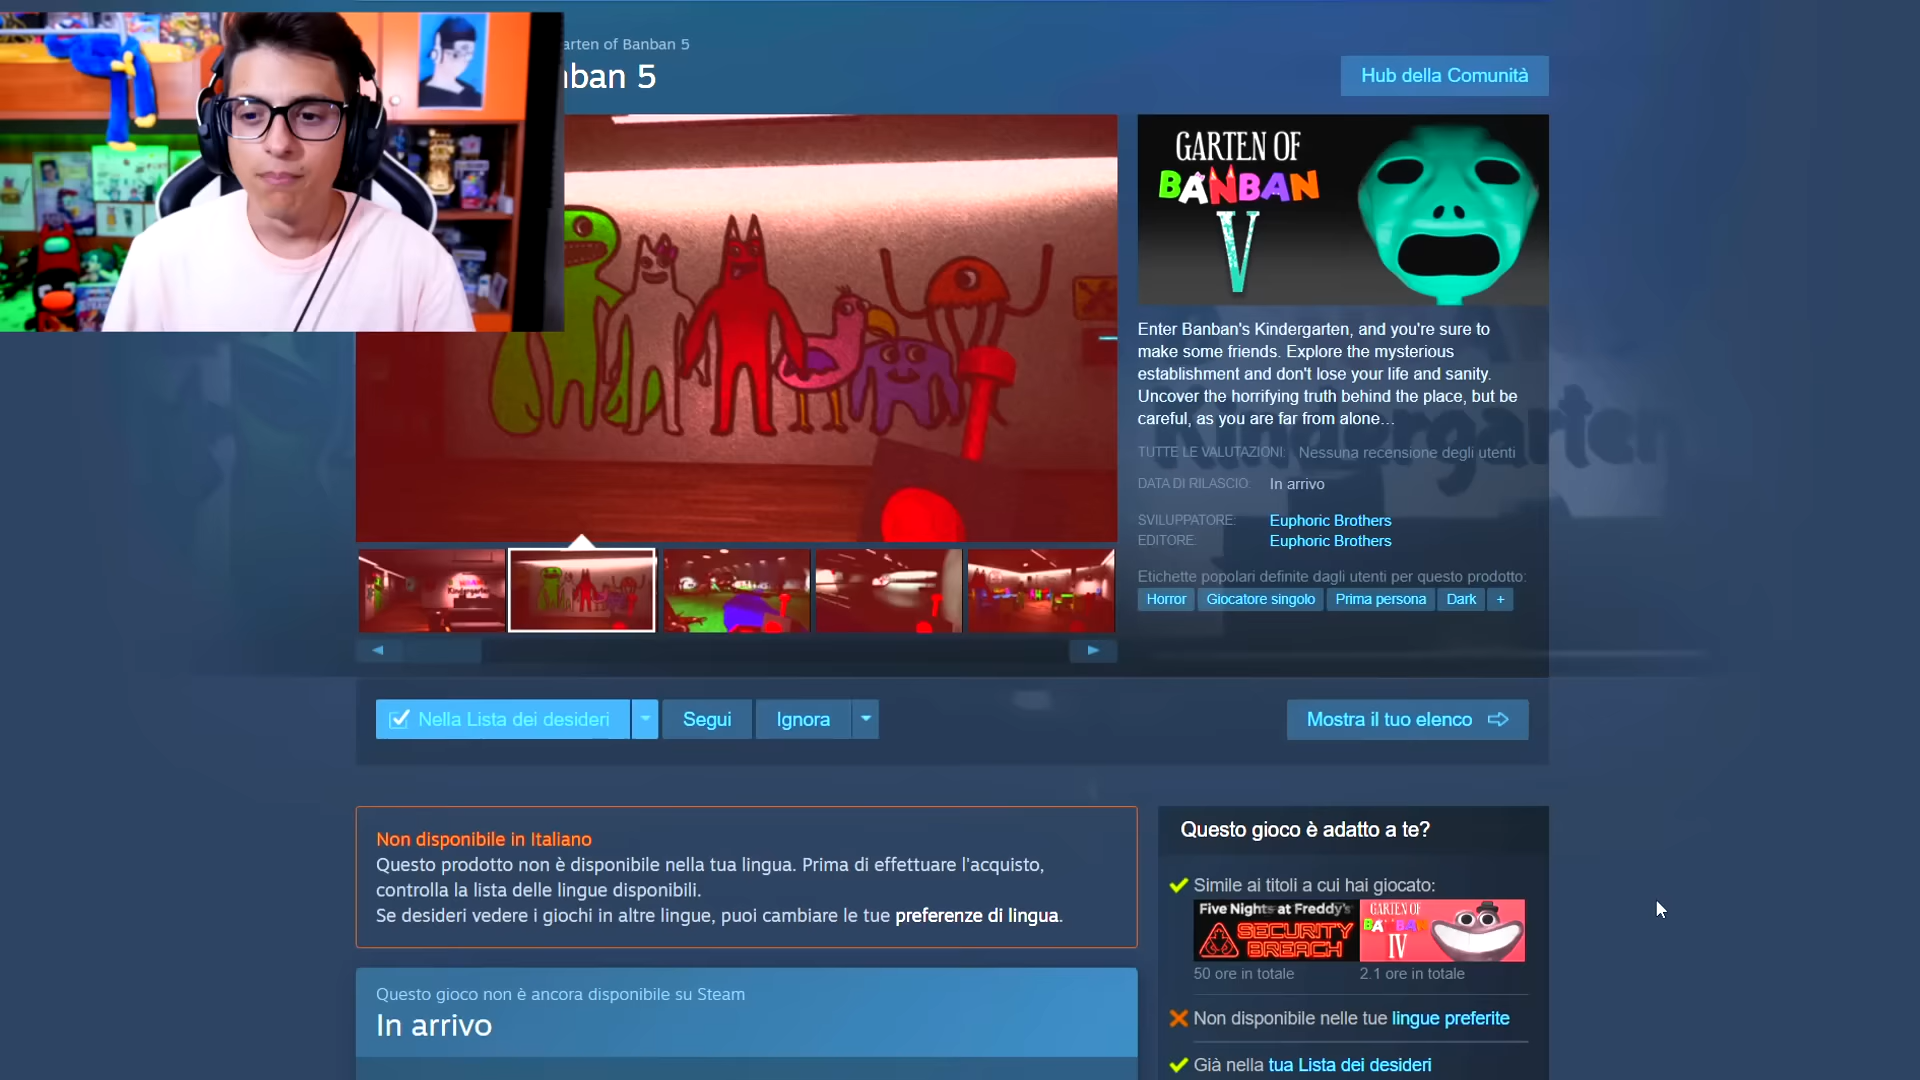 arten of Banban 5
nban 5
Hub della Comunità
GARTEN OF
BANBAN
V
Enter Banban's Kindergarten, and you're sure to
make some friends. Explore the mysterious
establishment and don't lose your life and sanity.
Uncover the horrifying truth behind the place, but be
careful, as you are far from alone...
TUTTE LE VALUTAZIONI: Nessuna recensione degli utenti
DATA DI RILASCIO: In arrivo
SVILUPPATORE: Euphoric Brothers
EDITORE: Euphoric Brothers
Etichette popolari definite dagli utenti per questo prodotto:
Horror Giocatore singolo Prima persona Dark +
Kindergarten
Nella Lista dei desideri
Segui
Ignora
Mostra il tuo elenco
Non disponibile in Italiano
Questo prodotto non è disponibile nella tua lingua. Prima di effettuare l'acquisto,
controlla la lista delle lingue disponibili.
Se desideri vedere i giochi in altre lingue, puoi cambiare le tue preferenze di lingua.
Questo gioco non è ancora disponibile su Steam
In arrivo
Questo gioco è adatto a te?
Simile ai titoli a cui hai giocato:
Five Nights at Freddy's
SECURITY
BREACH
GARTEN OF
BANBAN
IV
50 ore in totale
2.1 ore in totale
Non disponibile nelle tue lingue preferite
Già nella tua Lista dei desideri